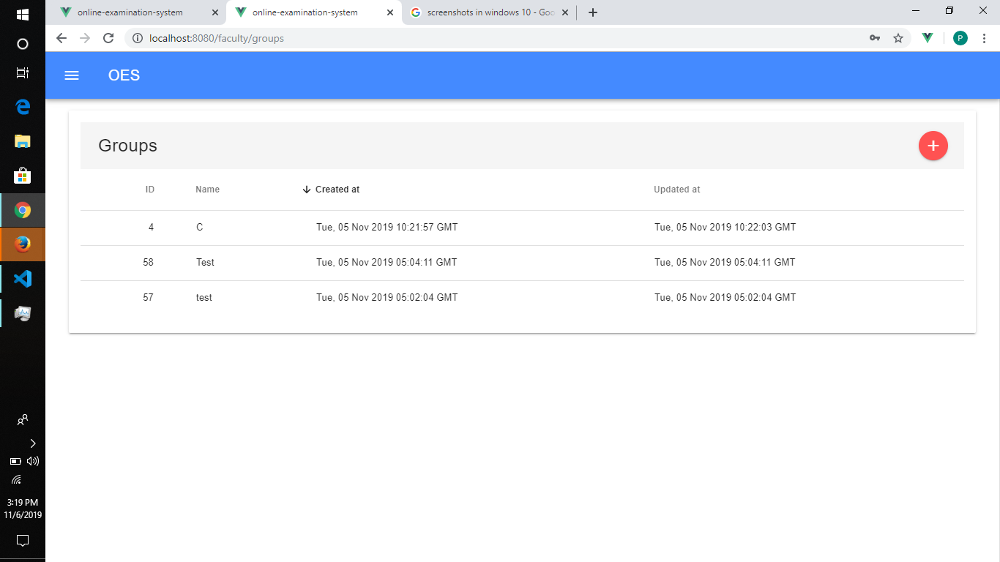 online-examination-system
online-examination-system
screenshots in windows 10 - Goo
localhost:8080/faculty/groups
P
OES
Groups
ID Name Created at Updated at
4 C Tue, 05 Nov 2019 10:21:57 GMT Tue, 05 Nov 2019 10:22:03 GMT
58 Test Tue, 05 Nov 2019 05:04:11 GMT Tue, 05 Nov 2019 05:04:11 GMT
57 test Tue, 05 Nov 2019 05:02:04 GMT Tue, 05 Nov 2019 05:02:04 GMT
3:19 PM
11/6/2019